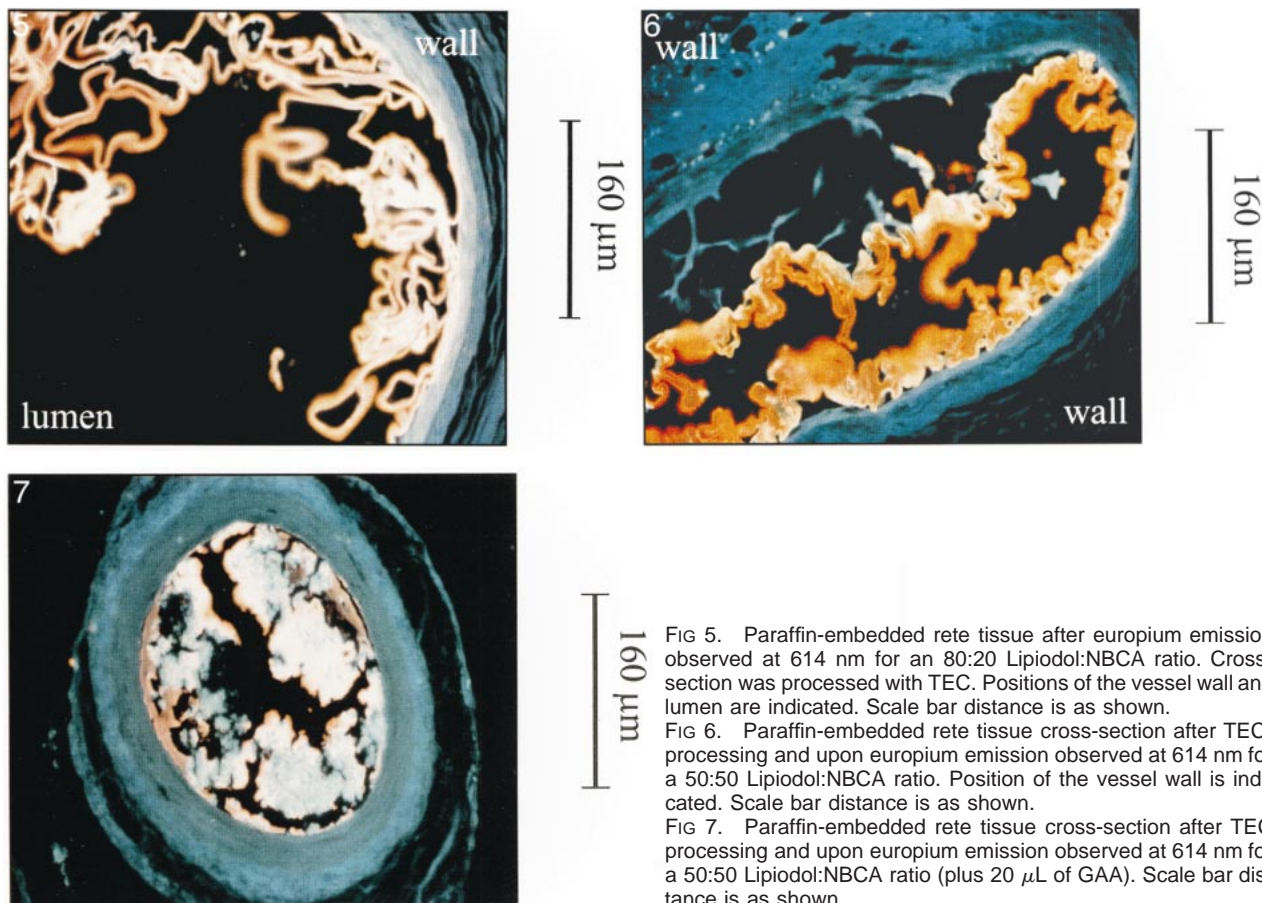 5
wall
lumen
160 μm
6
wall
wall
160 μm
7
160 μm
FIG 5. Paraffin-embedded rete tissue after europium emission
observed at 614 nm for an 80:20 Lipiodol:NBCA ratio. Cross-
section was processed with TEC. Positions of the vessel wall an
lumen are indicated. Scale bar distance is as shown.
FIG 6. Paraffin-embedded rete tissue cross-section after TEC
processing and upon europium emission observed at 614 nm fo
a 50:50 Lipiodol:NBCA ratio. Position of the vessel wall is indi-
cated. Scale bar distance is as shown.
FIG 7. Paraffin-embedded rete tissue cross-section after TEC
processing and upon europium emission observed at 614 nm fo
a 50:50 Lipiodol:NBCA ratio (plus 20 μL of GAA). Scale bar dis-
tance is as shown.